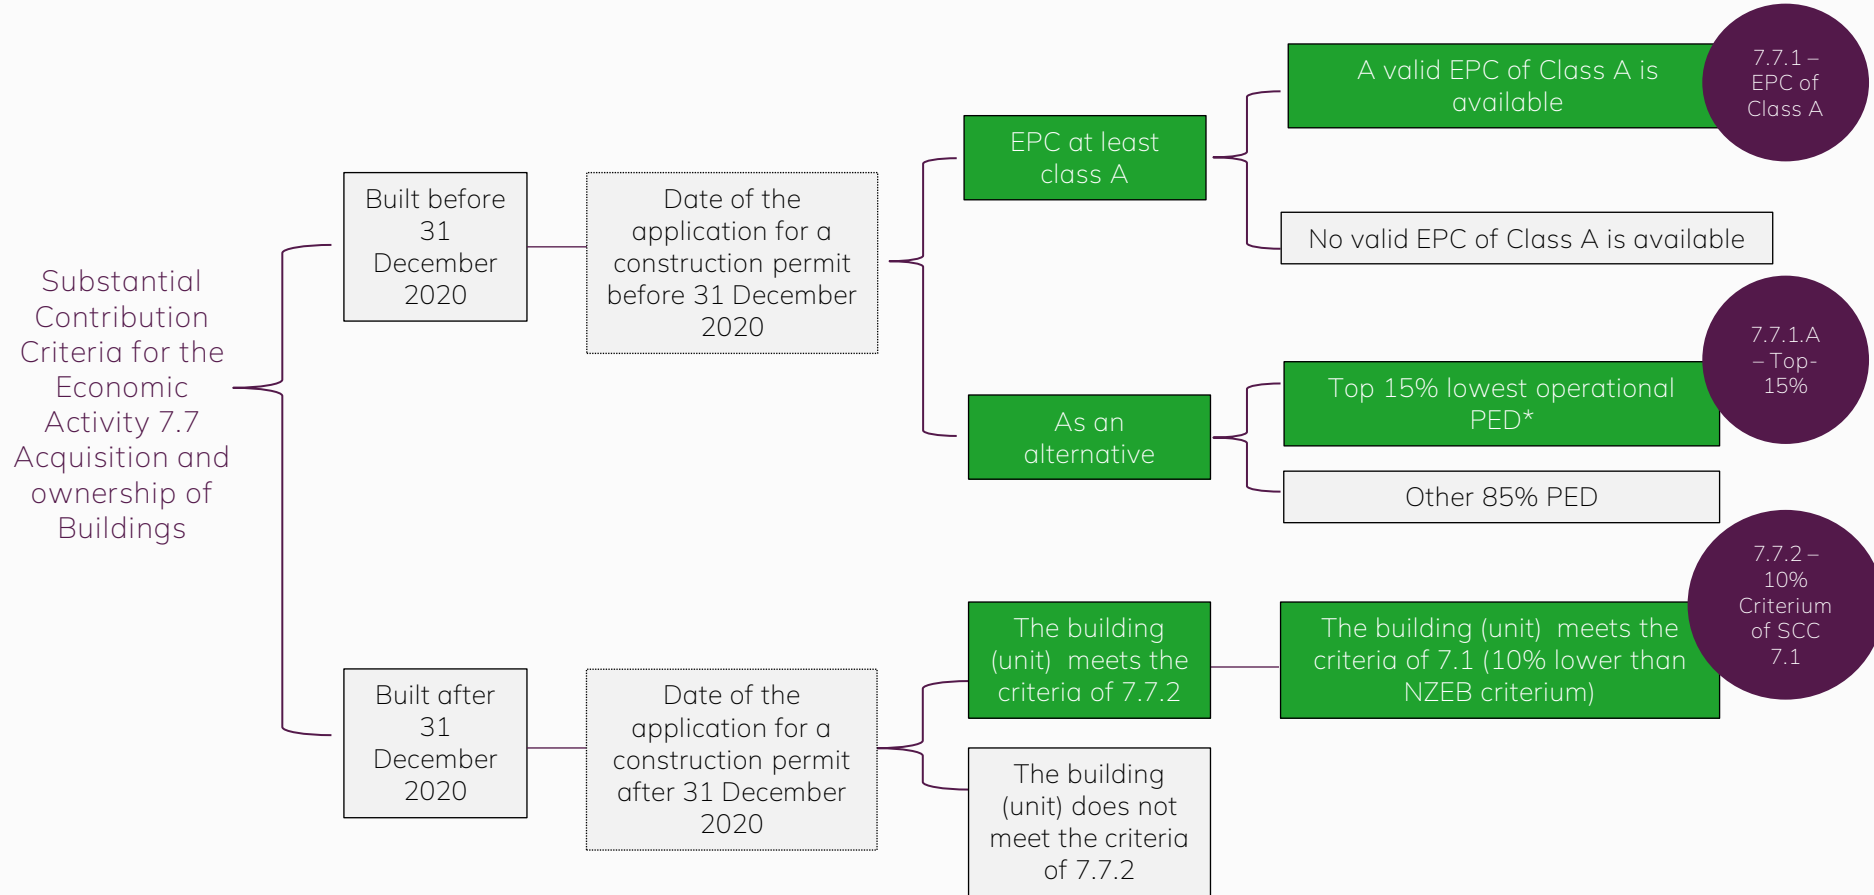 Substantial
Contribution
Criteria for the
Economic
Activity 7.7
Acquisition and
ownership of
Buildings
Built before
31
December
2020
Date of the
application for a
construction permit
before 31 December
2020
EPC at least
class A
A valid EPC of Class A is
available
7.7.1 –
EPC of
Class A
No valid EPC of Class A is available
As an
alternative
Top 15% lowest operational
PED*
7.7.1.A
– Top-
15%
Other 85% PED
Built after
31
December
2020
Date of the
application for a
construction permit
after 31 December
2020
The building
(unit) meets the
criteria of 7.7.2
The building (unit) meets the
criteria of 7.1 (10% lower than
NZEB criterium)
7.7.2 –
10%
Criterium
of SCC
7.1
The building
(unit) does not
meet the criteria
of 7.7.2